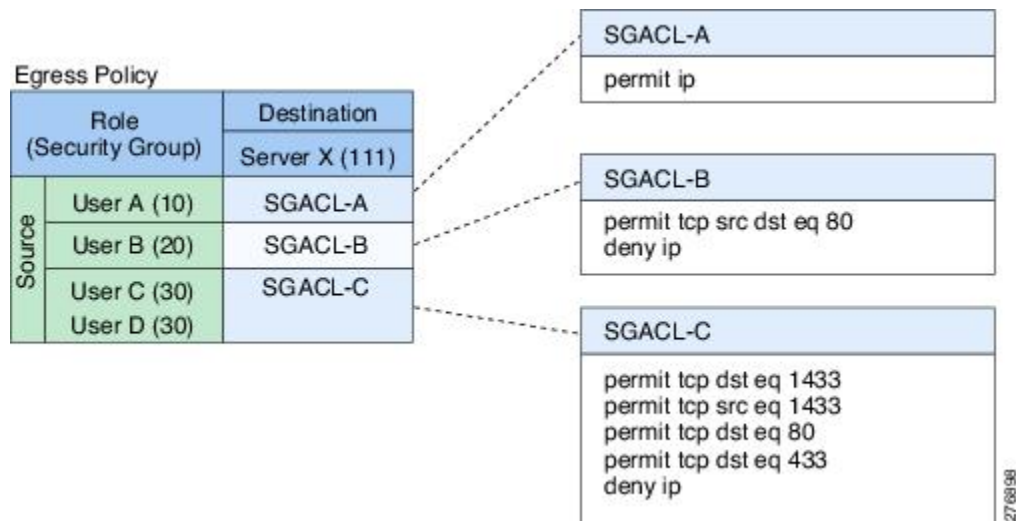 Egress Policy
Role
(Security Group)
Destination
Server X (111)
Source
User A (10)
SGACL-A
User B (20)
SGACL-B
User C (30)
User D (30)
SGACL-C
SGACL-A
permit ip
SGACL-B
permit tcp src dst eq 80
deny ip
SGACL-C
permit tcp dst eq 1433
permit tcp src eq 1433
permit tcp dst eq 80
permit tcp dst eq 433
deny ip
276898